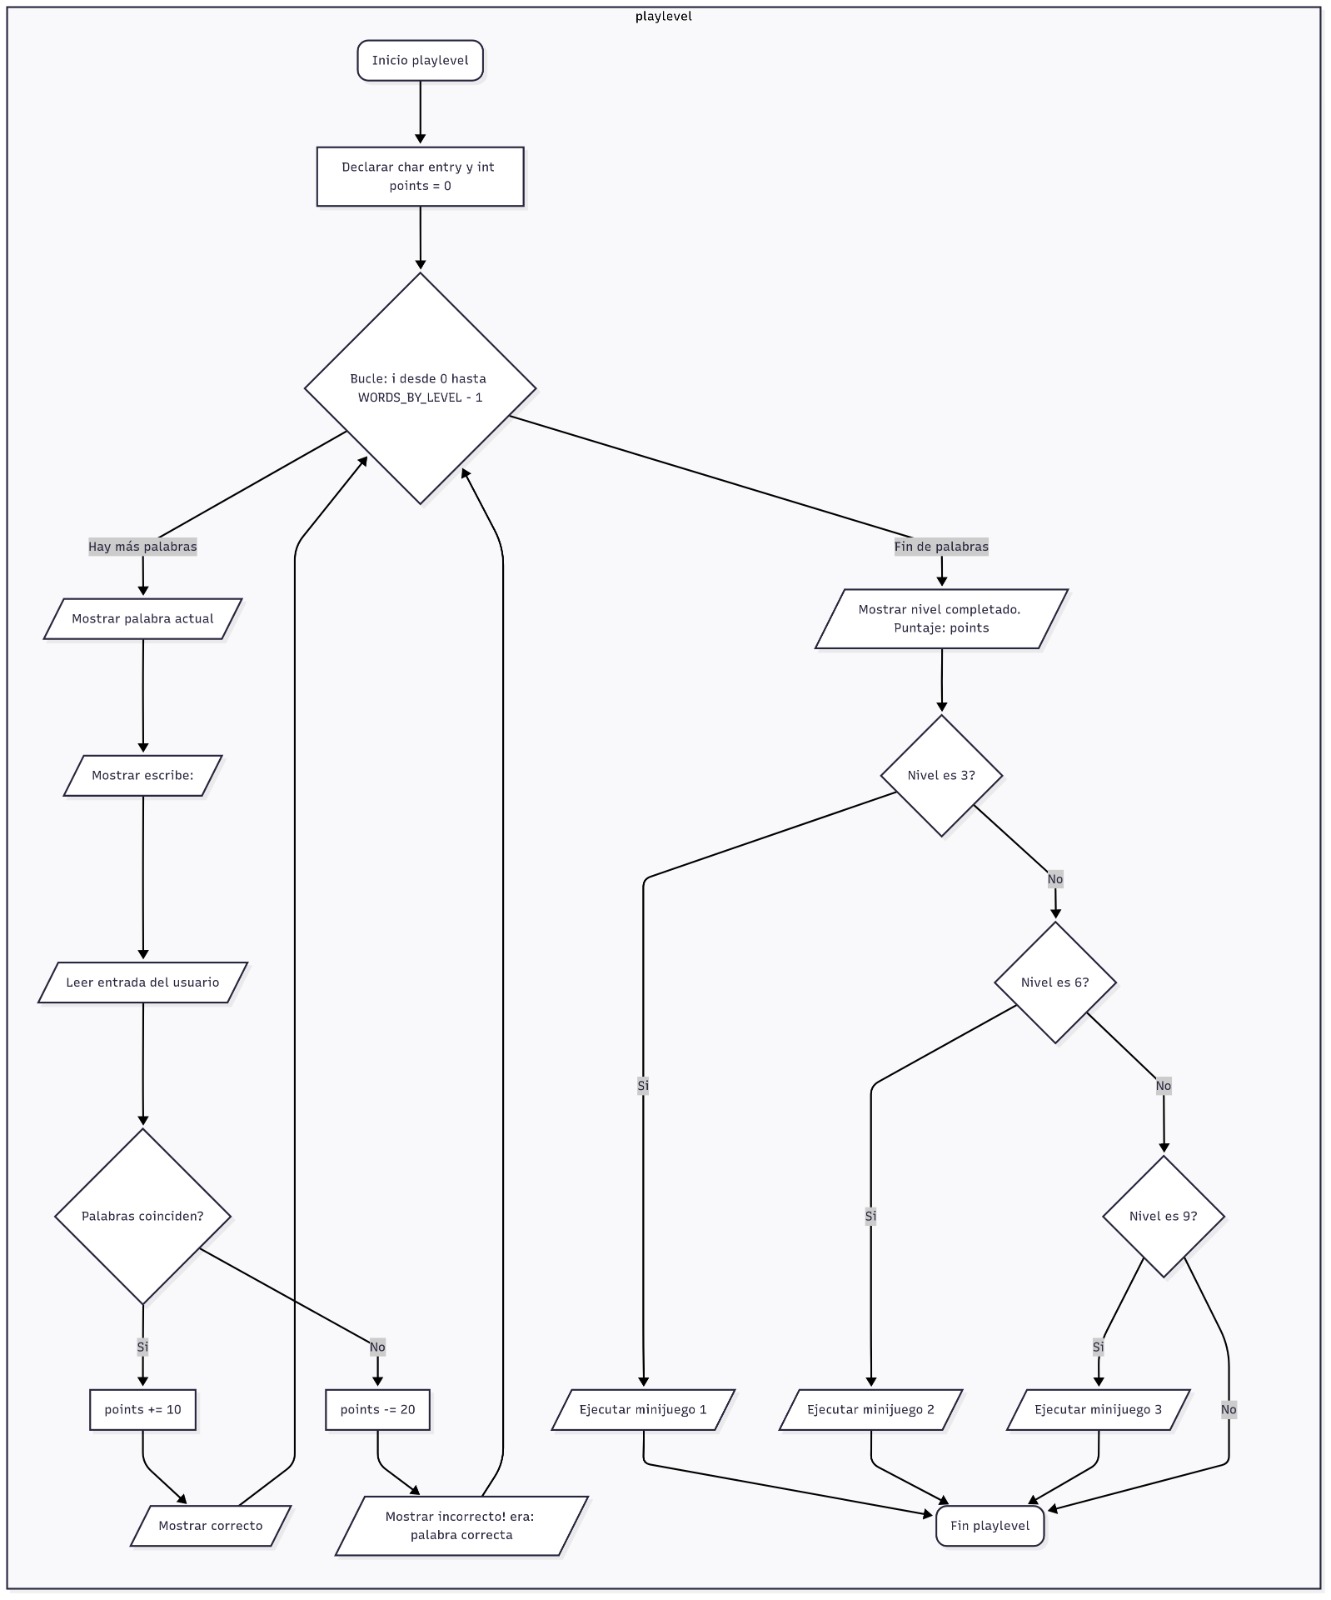 playlevel
Inicio playlevel
Declarar char entry y int
points = 0
Bucle: i desde 0 hasta
WORDS_BY_LEVEL - 1
Hay más palabras
Fin de palabras
Mostrar palabra actual
Mostrar nivel completado.
Puntaje: points
Mostrar escribe:
Nivel es 3?
No
Leer entrada del usuario
Nivel es 6?
Si
No
Palabras coinciden?
Si
Nivel es 9?
Si
No
Si
points += 10
points -= 20
Ejecutar minijuego 1
Ejecutar minijuego 2
Ejecutar minijuego 3
No
Mostrar correcto
Mostrar incorrecto! era:
palabra correcta
Fin playlevel